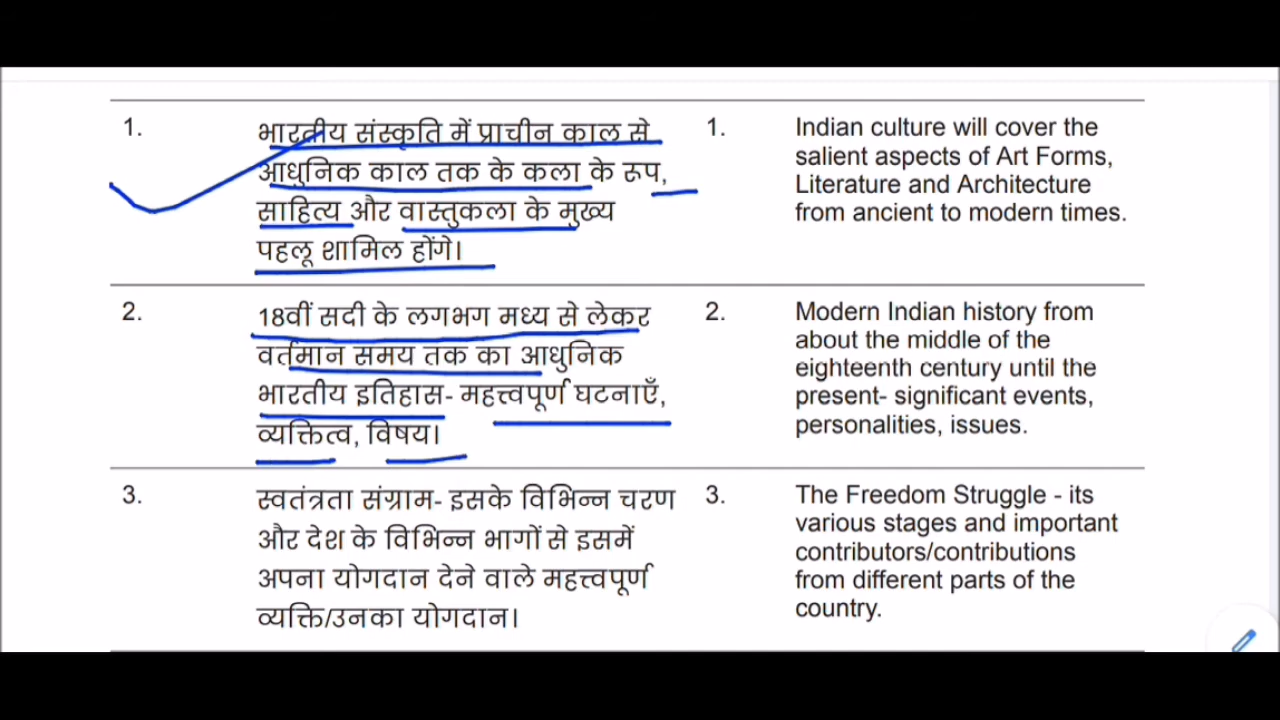 1.
भारतीय संस्कृति में प्राचीन काल से
आधुनिक काल तक के कला के रूप,
साहित्य और वास्तुकला के मुख्य
पहलू शामिल होंगे।
1.
Indian culture will cover the
salient aspects of Art Forms,
Literature and Architecture
from ancient to modern times.
2.
18वीं सदी के लगभग मध्य से लेकर
वर्तमान समय तक का आधुनिक
भारतीय इतिहास- महत्त्वपूर्ण घटनाएँ,
व्यक्तित्व, विषय।
2.
Modern Indian history from
about the middle of the
eighteenth century until the
present- significant events,
personalities, issues.
3.
स्वतंत्रता संग्राम- इसके विभिन्न चरण
और देश के विभिन्न भागों से इसमें
अपना योगदान देने वाले महत्त्वपूर्ण
व्यक्ति/उनका योगदान।
3.
The Freedom Struggle - its
various stages and important
contributors/contributions
from different parts of the
country.